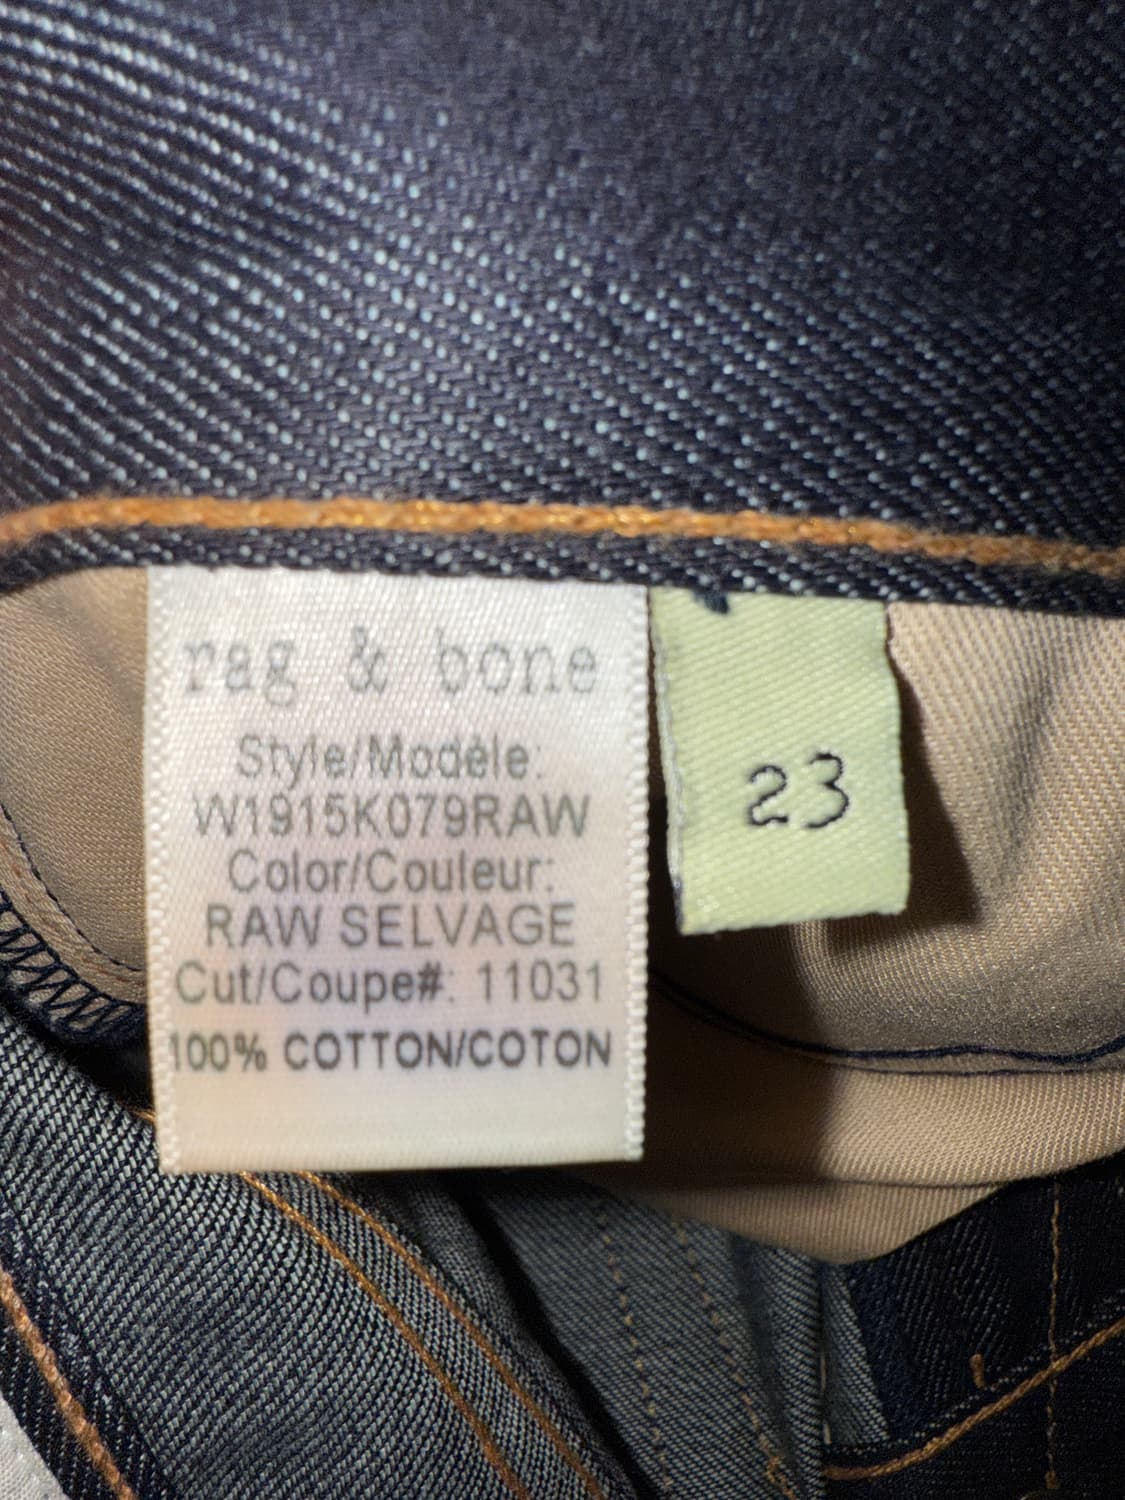 rag & bone
Style/Modèle:
W1915K079RAW
Color/Couleur:
RAW SELVAGE
Cut/Coupe#: 11031
100% COTTON/COTON
23